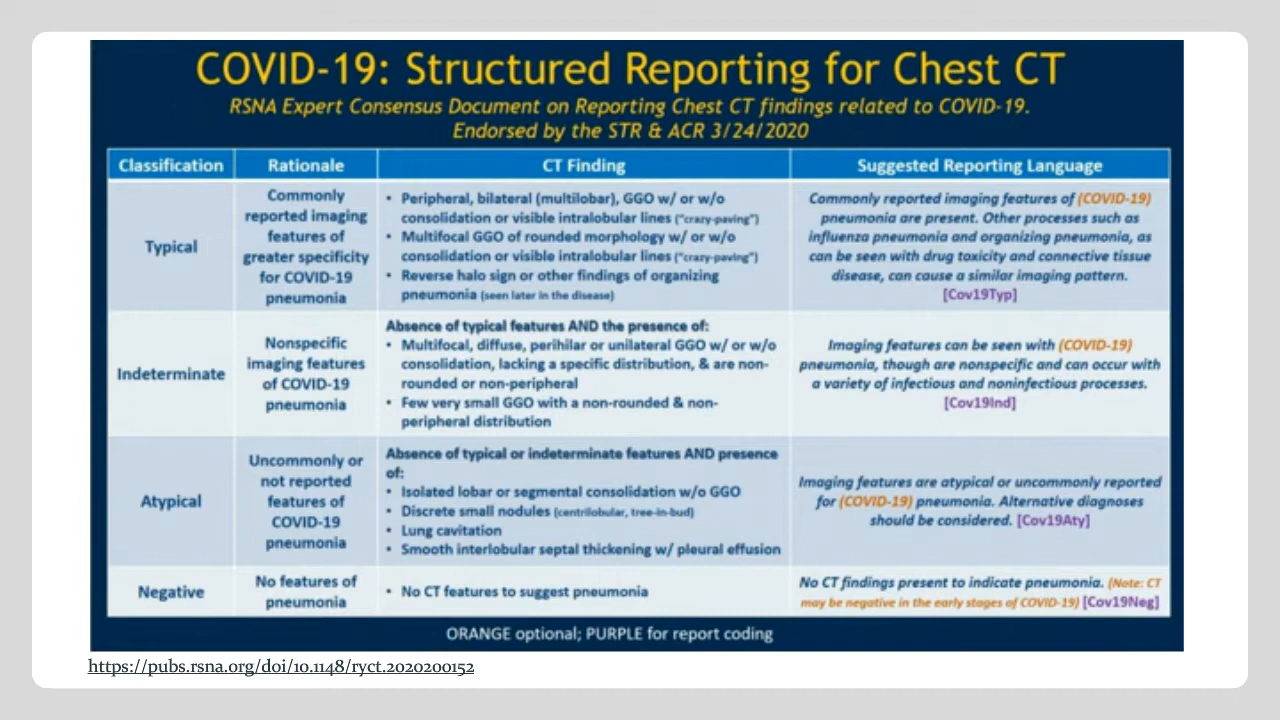 COVID-19: Structured Reporting for Chest CT
RSNA Expert Consensus Document on Reporting Chest CT findings related to COVID-19.
Endorsed by the STR & ACR 3/24/2020
Classification
Rationale
CT Finding
Suggested Reporting Language
Typical
Commonly
reported imaging
features of
greater specificity
for COVID-19
pneumonia
• Peripheral, bilateral (multilobar), GGO w/ or w/o
consolidation or visible intralobular lines ("crazy-paving")
• Multifocal GGO of rounded morphology w/ or w/o
consolidation or visible intralobular lines ("crazy-paving")
• Reverse halo sign or other findings of organizing
pneumonia (seen later in the disease)
Commonly reported imaging features of (COVID-19)
pneumonia are present. Other processes such as
influenza pneumonia and organizing pneumonia, as
can be seen with drug toxicity and connective tissue
disease, can cause a similar imaging pattern.
[Cov19Typ]
Indeterminate
Nonspecific
imaging features
of COVID-19
pneumonia
Absence of typical features AND the presence of:
• Multifocal, diffuse, perihilar or unilateral GGO w/ or w/o
consolidation, lacking a specific distribution, & are non-
rounded or non-peripheral
• Few very small GGO with a non-rounded & non-
peripheral distribution
Imaging features can be seen with (COVID-19)
pneumonia, though are nonspecific and can occur with
a variety of infectious and noninfectious processes.
[Cov19Ind]
Atypical
Uncommonly or
not reported
features of
COVID-19
pneumonia
Absence of typical or indeterminate features AND presence
of:
• Isolated lobar or segmental consolidation w/o GGO
• Discrete small nodules (centrilobular, tree-in-bud)
• Lung cavitation
• Smooth interlobular septal thickening w/ pleural effusion
Imaging features are atypical or uncommonly reported
for (COVID-19) pneumonia. Alternative diagnoses
should be considered. [Cov19Aty]
Negative
No features of
pneumonia
• No CT features to suggest pneumonia
No CT findings present to indicate pneumonia. (Note: CT
may be negative in the early stages of COVID-19) [Cov19Neg]
ORANGE optional; PURPLE for report coding
https://pubs.rsna.org/doi/10.1148/ryct.2020200152